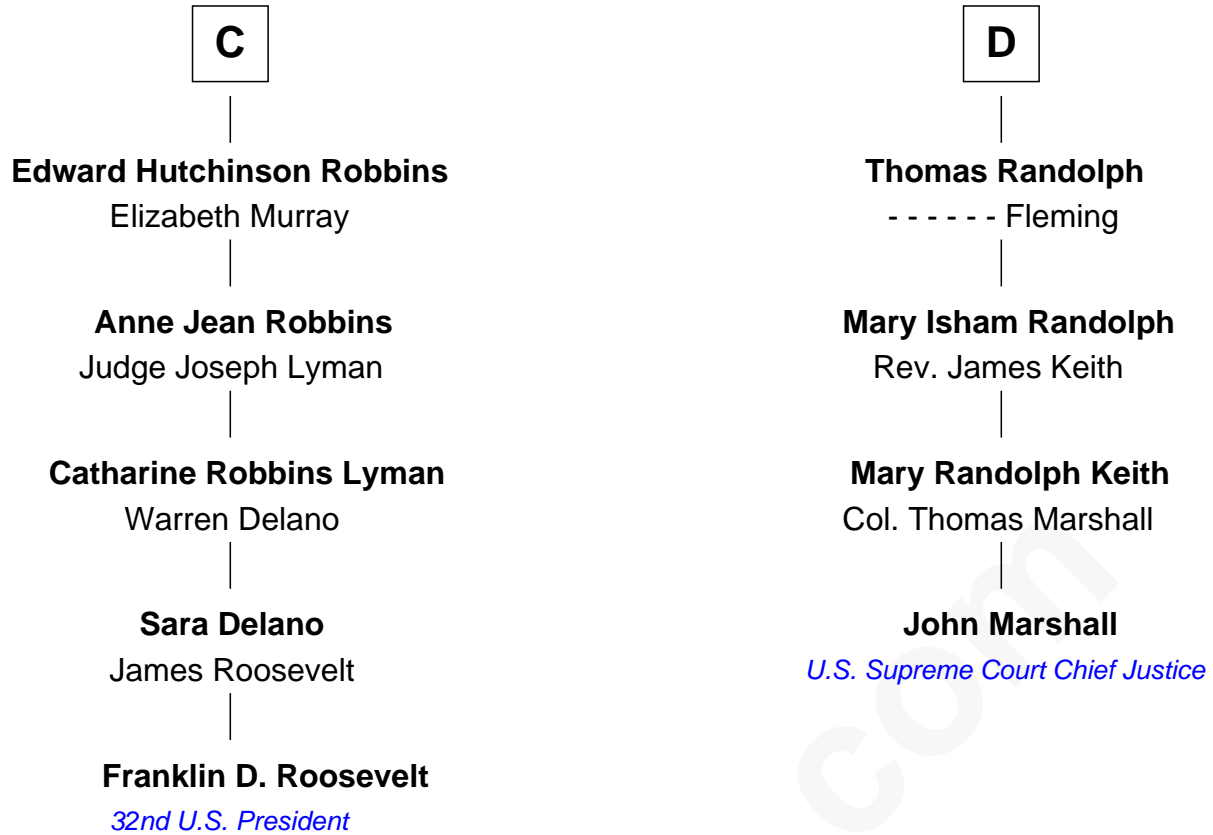 C
Edward Hutchinson Robbins
Elizabeth Murray
Anne Jean Robbins
Judge Joseph Lyman
Catharine Robbins Lyman
Warren Delano
Sara Delano
James Roosevelt
Franklin D. Roosevelt
32nd U.S. President
D
Thomas Randolph
- - - - - - Fleming
Mary Isham Randolph
Rev. James Keith
Mary Randolph Keith
Col. Thomas Marshall
John Marshall
U.S. Supreme Court Chief Justice
com